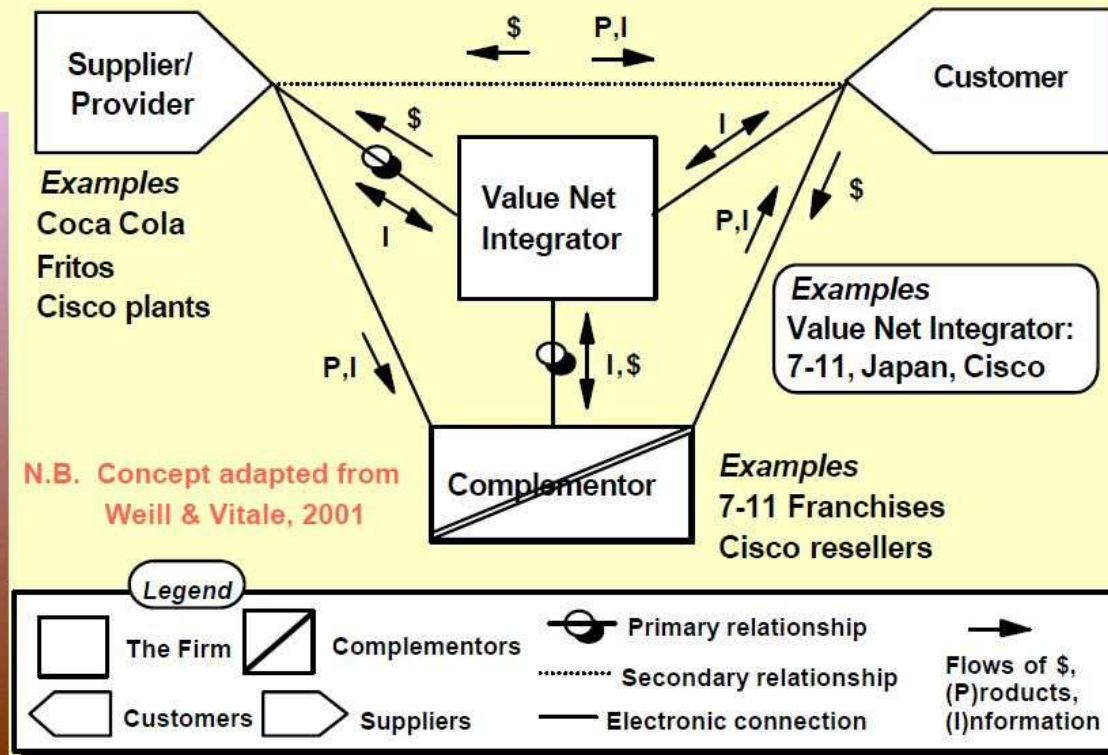 $
P,I
Supplier/
Provider
Customer
$
I
I
$
P,I
Value Net
Integrator
Examples
Coca Cola
Fritos
Cisco plants
Examples
Value Net Integrator:
7-11, Japan, Cisco
P,I
I,$
N.B. Concept adapted from
Weill & Vitale, 2001
Complementor
Examples
7-11 Franchises
Cisco resellers
Legend
The Firm
Complementors
Primary relationship
Secondary relationship
Customers
Suppliers
Electronic connection
Flows of $,
(P)roducts,
(I)nformation